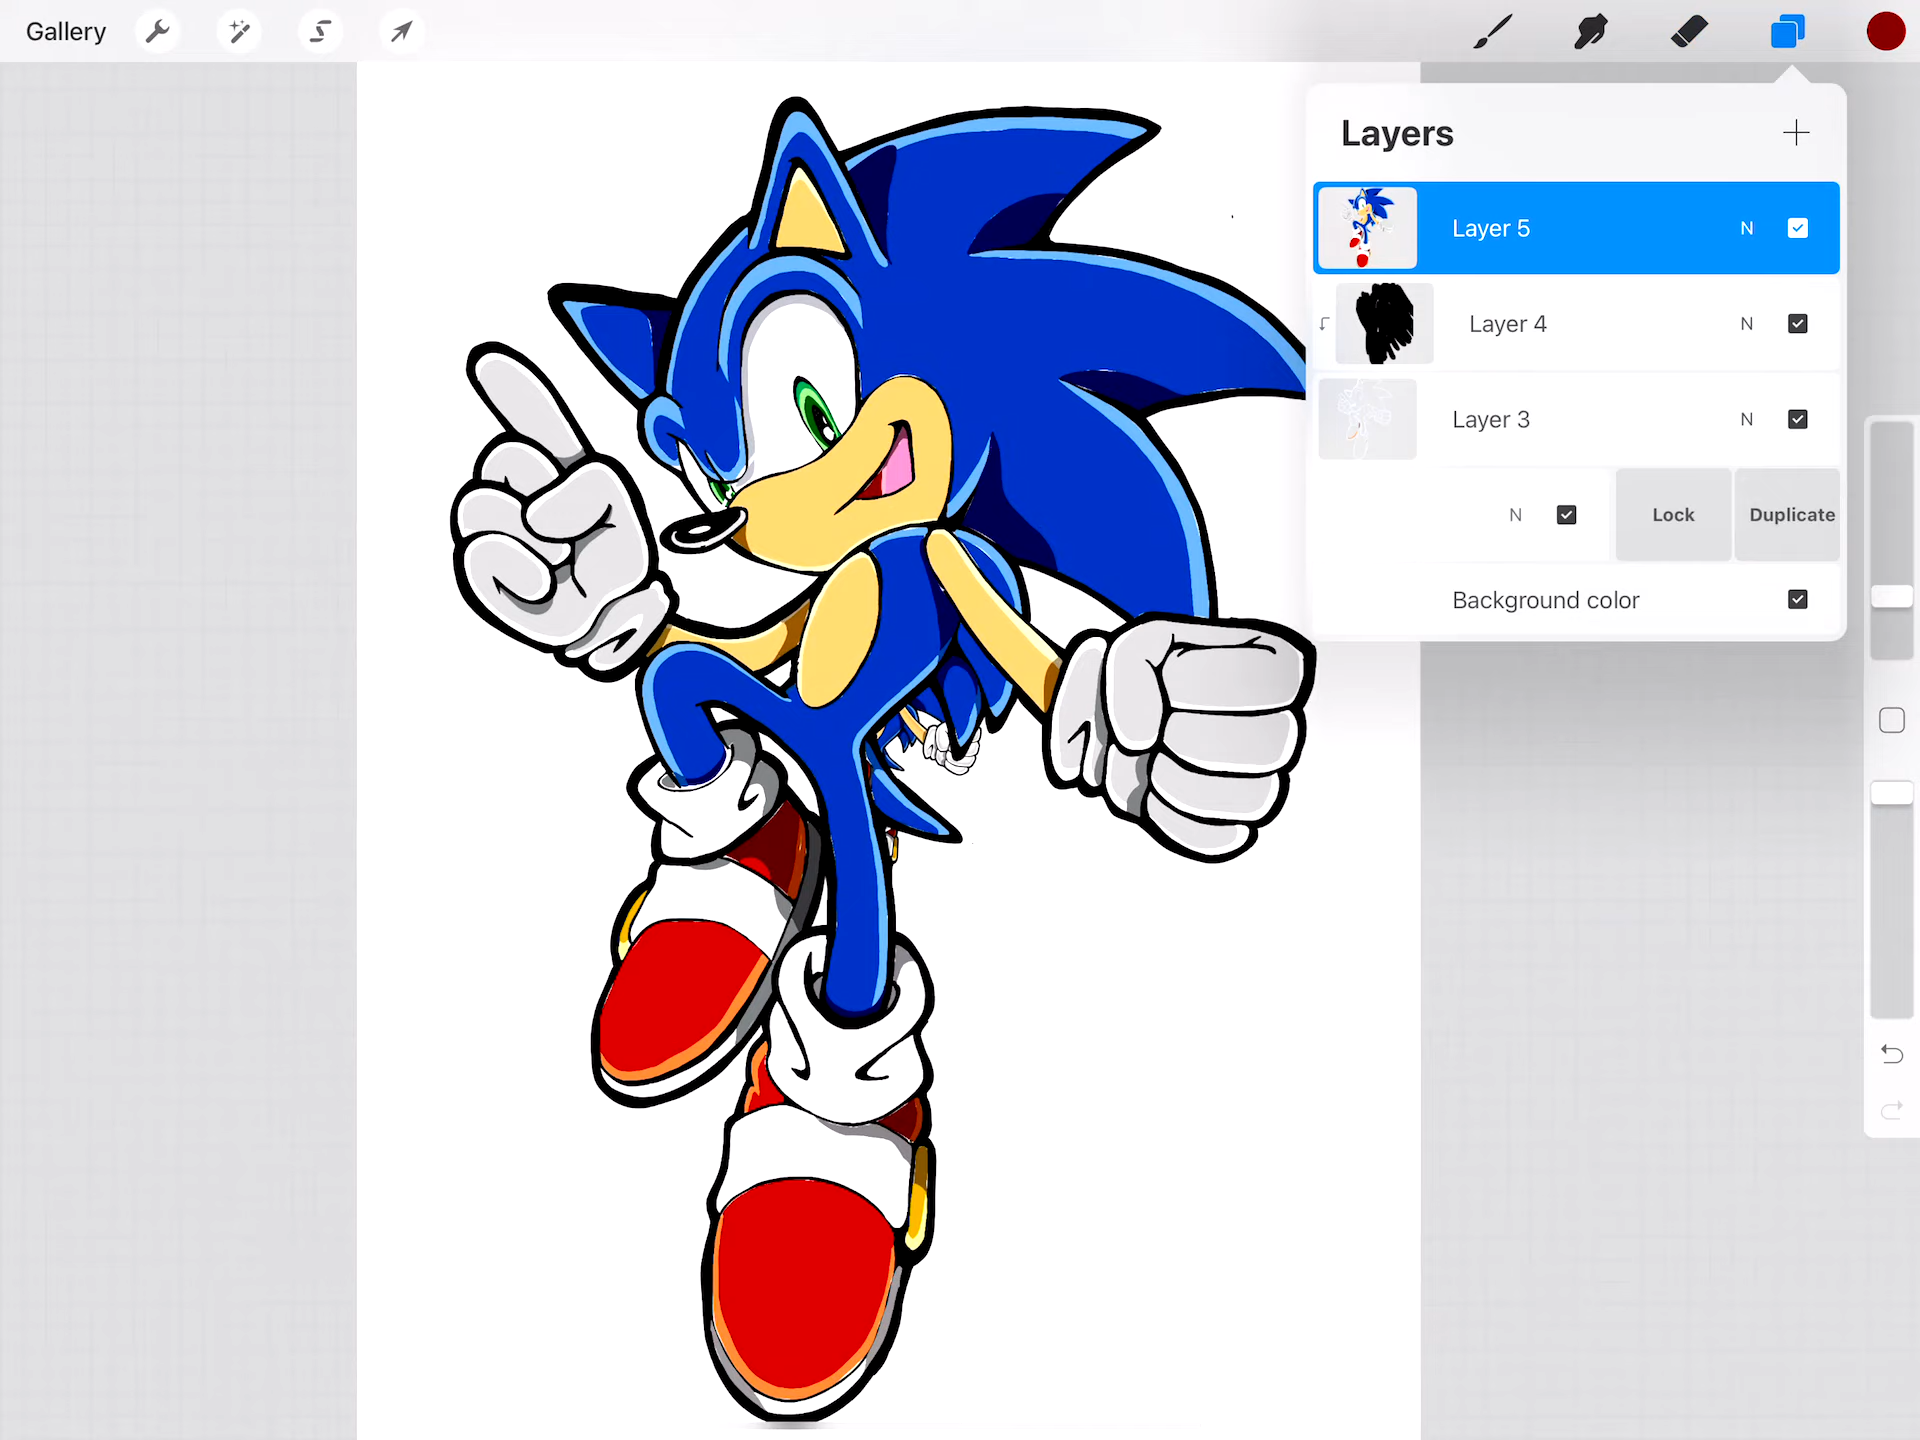 Gallery
Layers
Layer 5 N
Layer 4 N
Layer 3 N
N Lock Duplicate
Background color